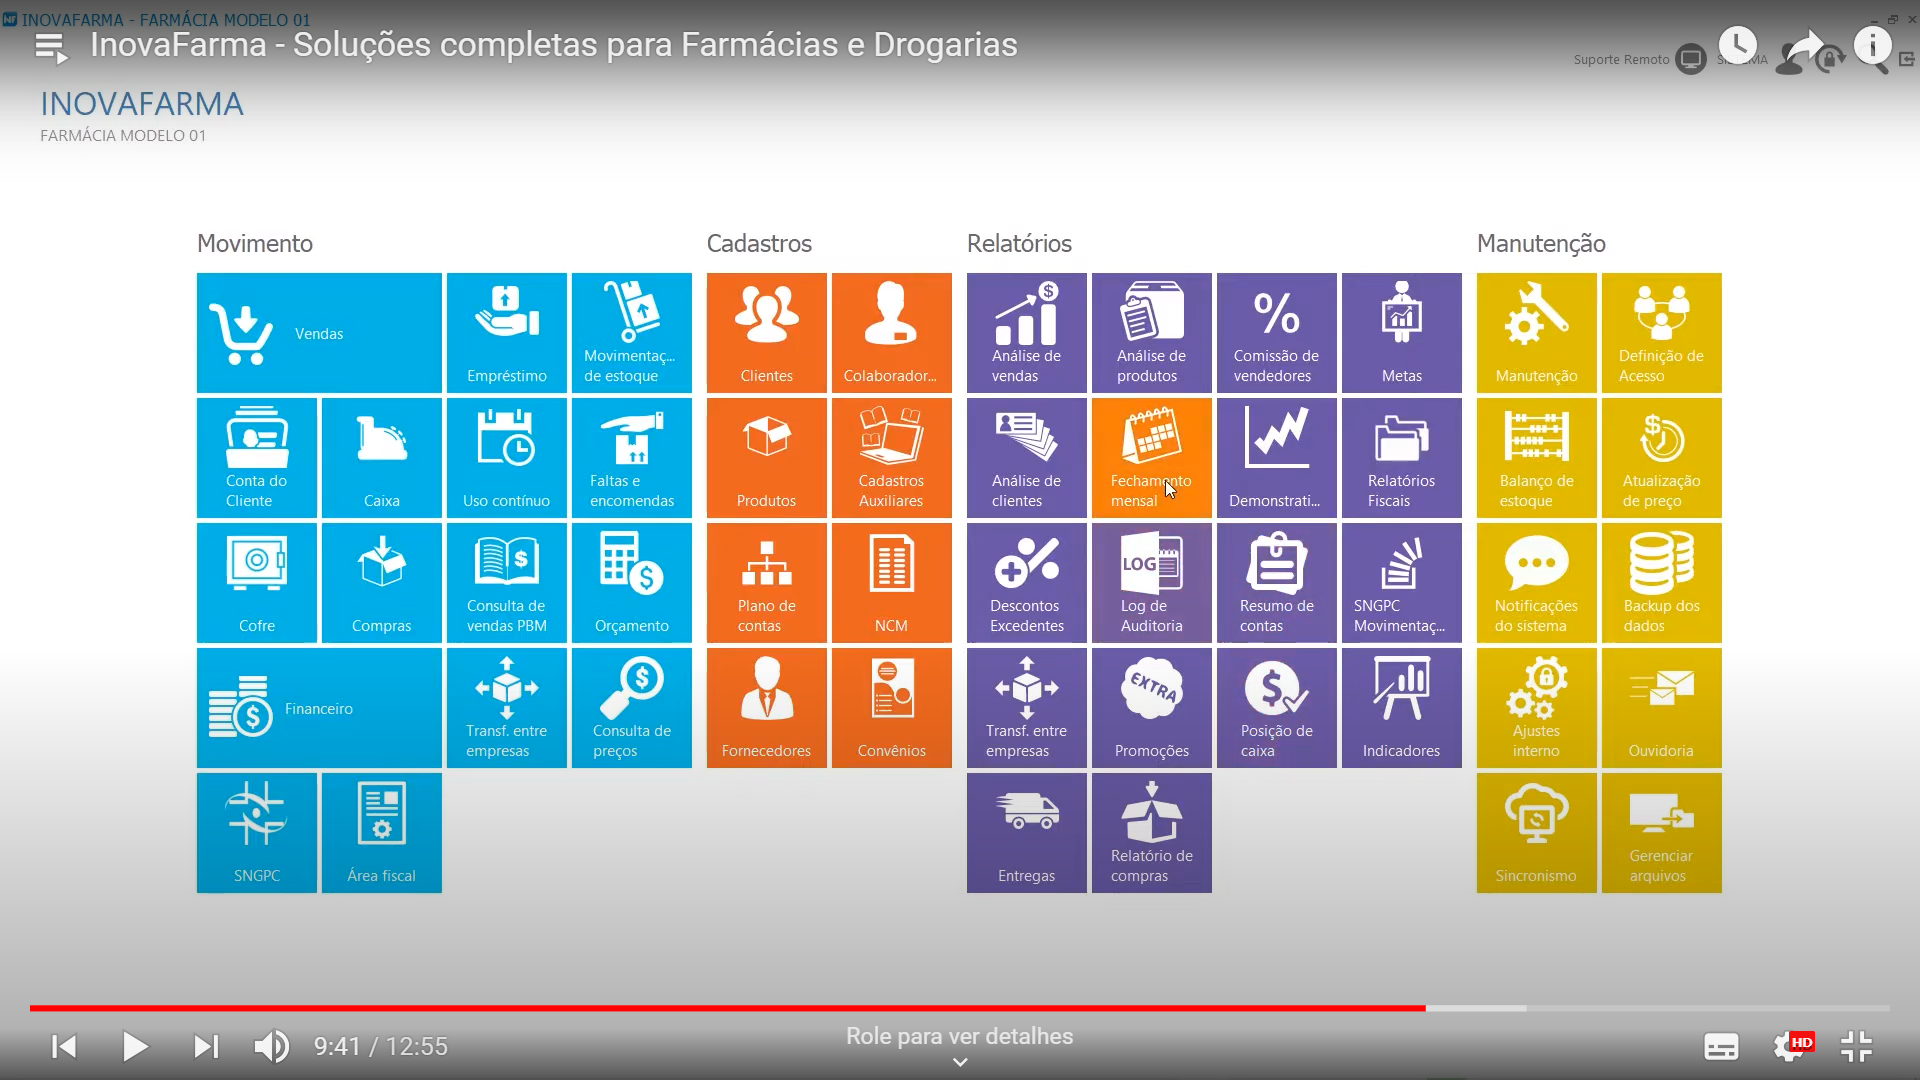 INOVAFARMA - FARMÁCIA MODELO 01
InovaFarma - Soluções completas para Farmácias e Drogarias
Suporte Remoto
INOVAFARMA
FARMÁCIA MODELO 01
Movimento
Vendas
Empréstimo
Movimentaç...
de estoque
Conta do
Cliente
Caixa
Uso contínuo
Faltas e
encomendas
Cofre
Compras
Consulta de
vendas PBM
Orçamento
Financeiro
Transf. entre
empresas
Consulta de
preços
SNGPC
Área fiscal
Cadastros
Clientes
Colaborador...
Produtos
Cadastros
Auxiliares
Plano de
contas
NCM
Fornecedores
Convênios
Relatórios
Análise de
vendas
Análise de
produtos
%
Comissão de
vendedores
Metas
Análise de
clientes
Fechamento
mensal
Demonstrati...
Relatórios
Fiscais
Descontos
Excedentes
LOG
Log de
Auditoria
Resumo de
contas
SNGPC
Movimentaç...
Transf. entre
empresas
EXTRA
Promoções
Posição de
caixa
Indicadores
Entregas
Relatório de
compras
Manutenção
Manutenção
Definição de
Acesso
Balanço de
estoque
Atualização
de preço
Notificações
do sistema
Backup dos
dados
Ajustes
interno
Ouvidoria
Sincronismo
Gerenciar
arquivos
9:41 / 12:55
Role para ver detalhes
HD